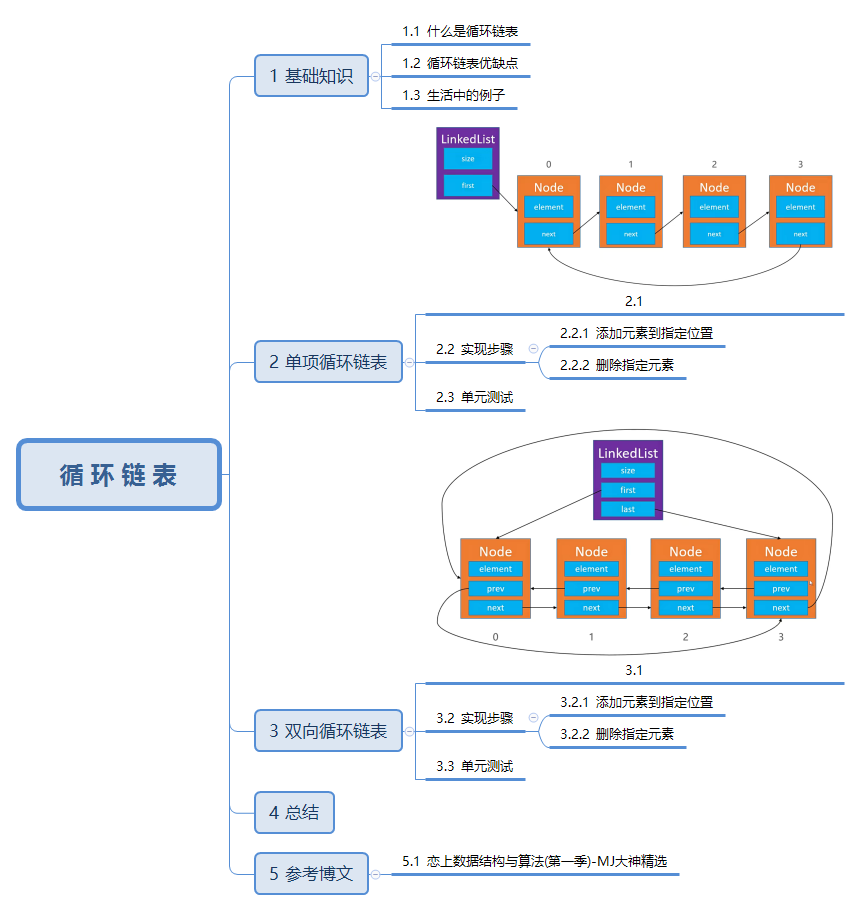 循环链表
1 基础知识
1.1 什么是循环链表
1.2 循环链表优缺点
1.3 生活中的例子
LinkedList
size
first
0 1 2 3
Node Node Node Node
element element element element
next next next next
2 单项循环链表
2.1
2.2 实现步骤
2.2.1 添加元素到指定位置
2.2.2 删除指定元素
2.3 单元测试
LinkedList
size
first
last
Node Node Node Node
element element element element
prev prev prev prev
next next next next
0 1 2 3
3 双向循环链表
3.1
3.2 实现步骤
3.2.1 添加元素到指定位置
3.2.2 删除指定元素
3.3 单元测试
4 总结
5 参考博文
5.1 恋上数据结构与算法(第一季)-MJ大神精选